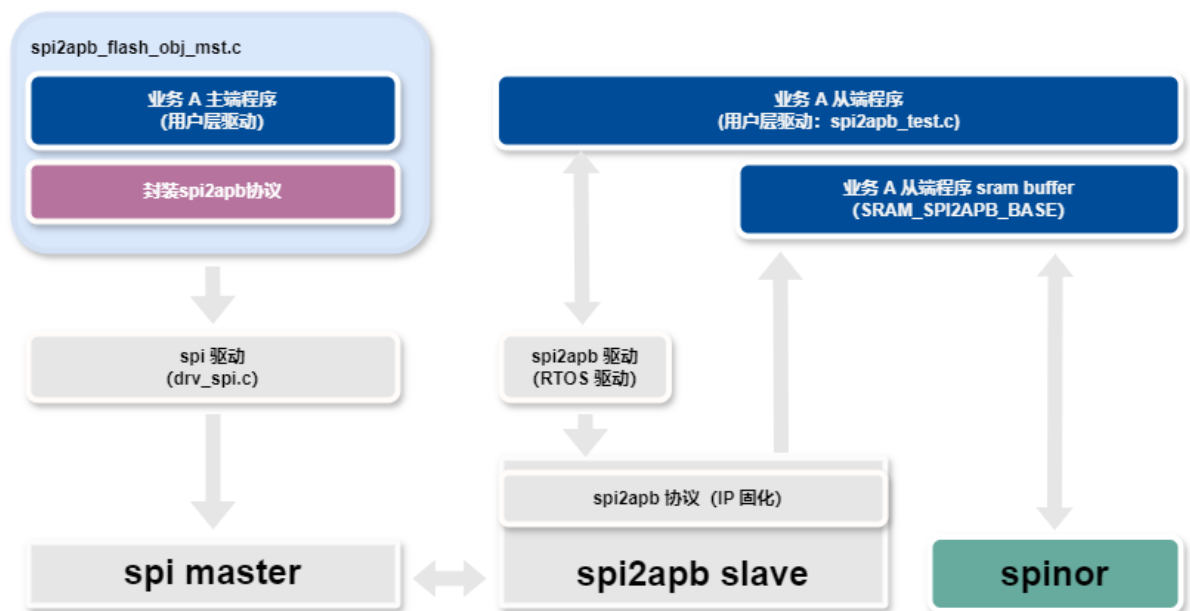 spi2apb_flash_obj_mst.c
业务 A 主端程序
(用户层驱动)
封装spi2apb协议
spi 驱动
(drv_spi.c)
spi master
业务 A 从端程序
(用户层驱动：spi2apb_test.c)
业务 A 从端程序 sram buffer
（SRAM_SPI2APB_BASE）
spi2apb 驱动
(RTOS 驱动)
spi2apb 协议（IP 固化）
spi2apb slave
spinor